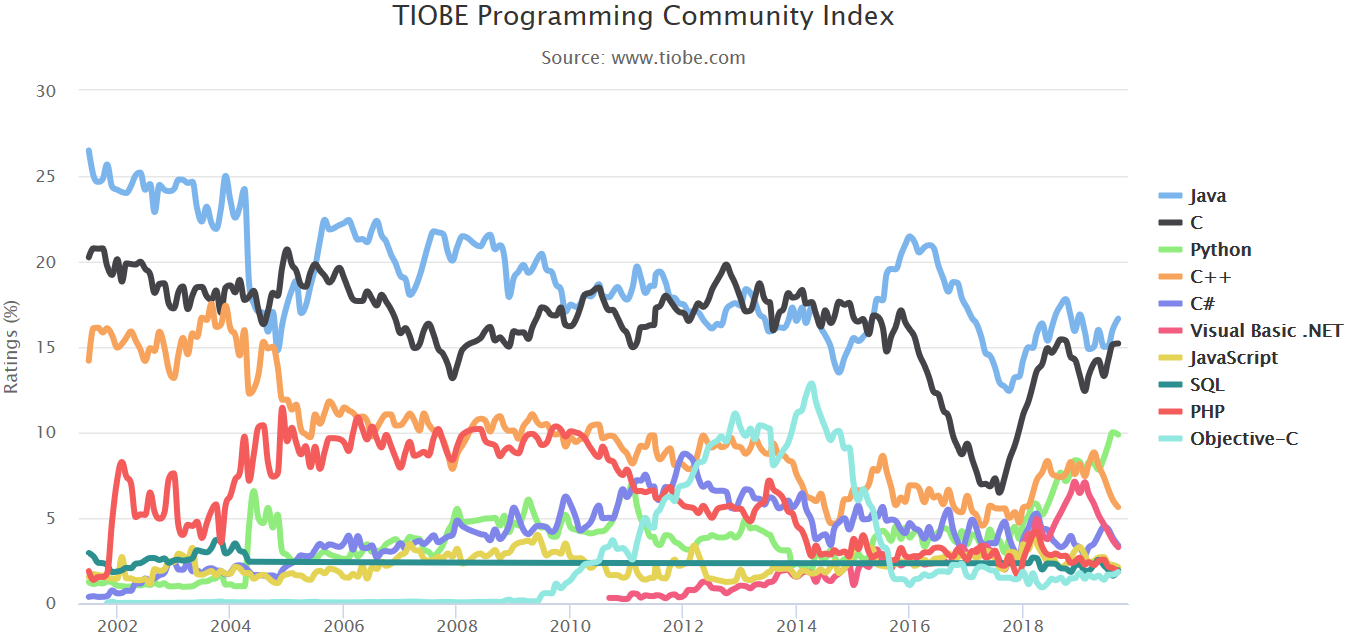 TIOBE Programming Community Index
Source: www.tiobe.com
Ratings (%)
30
25
20
15
10
5
0
2002 2004 2006 2008 2010 2012 2014 2016 2018
Java
C
Python
C++
C#
Visual Basic .NET
JavaScript
SQL
PHP
Objective-C